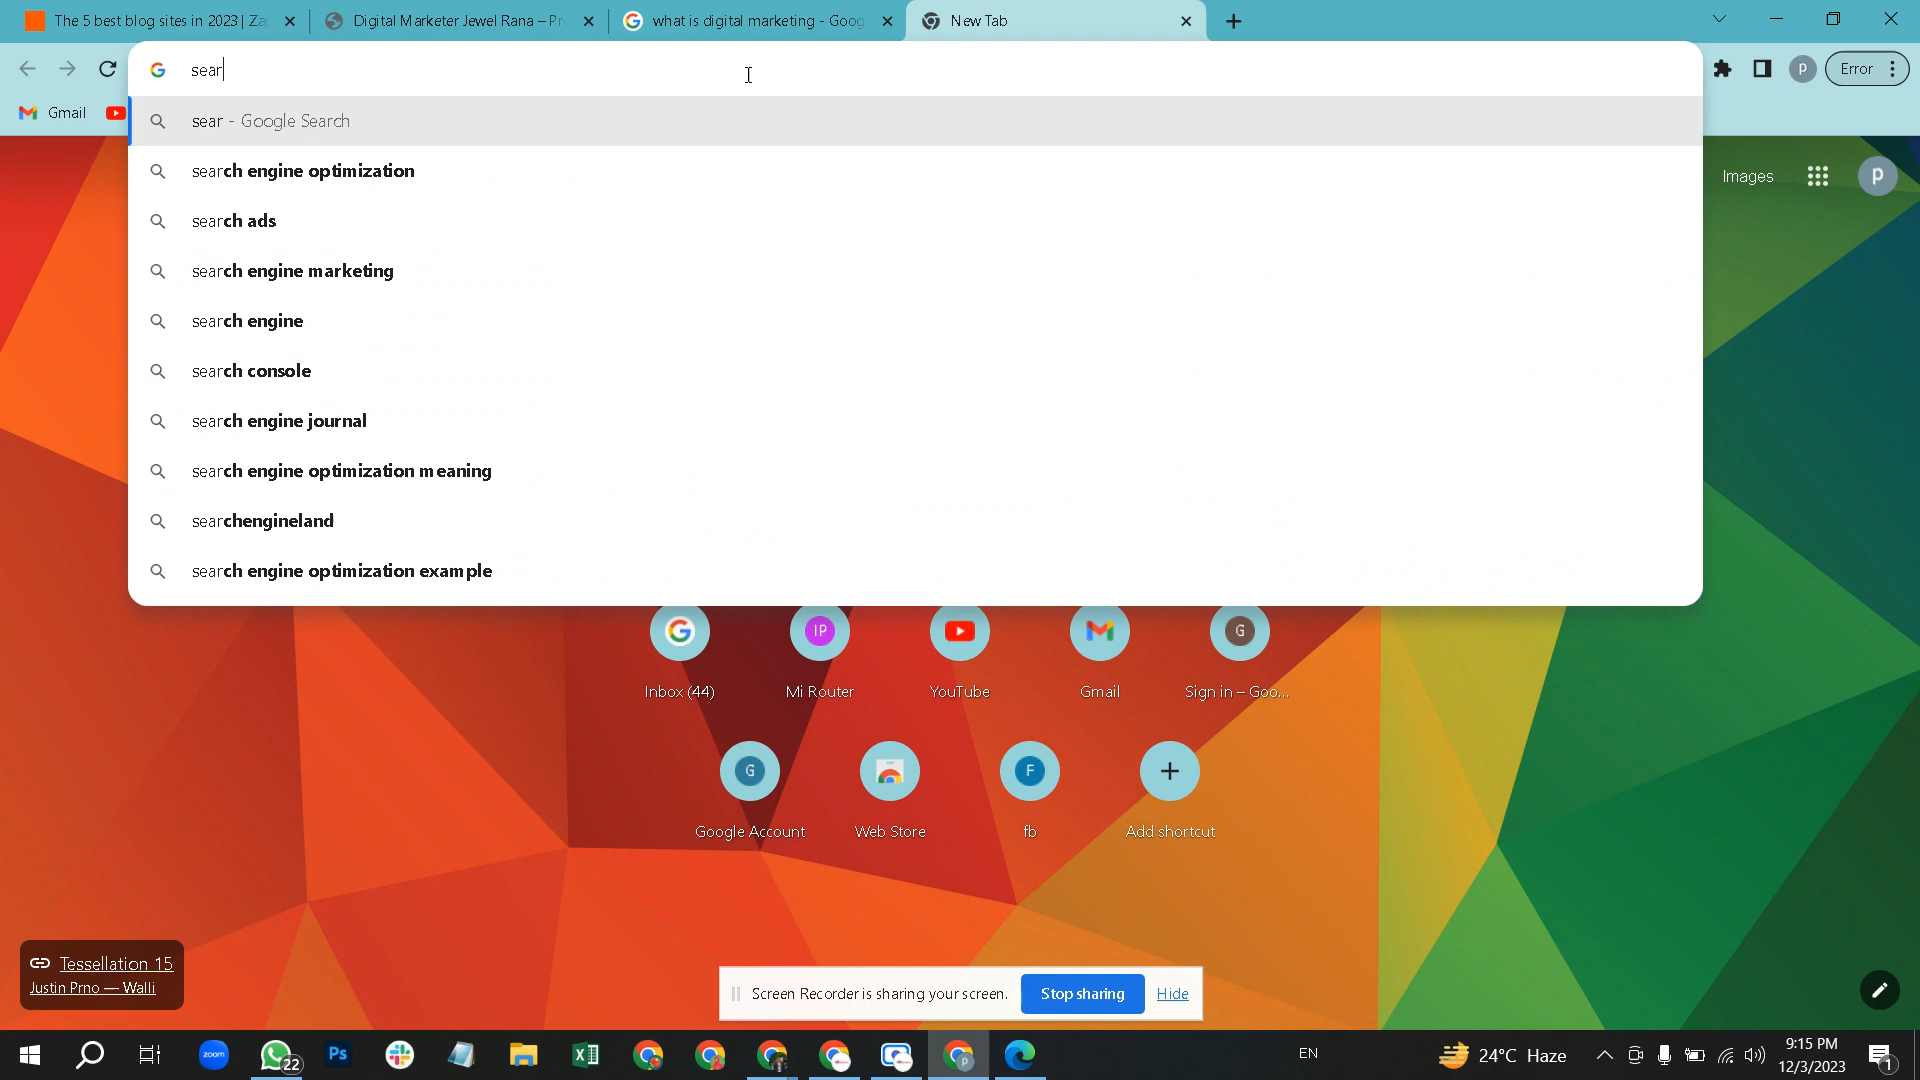 The 5 best blog sites in 2023 | Za
Digital Marketer Jewel Rana – Pr
what is digital marketing - Goog
New Tab
sear
Error
Gmail
sear - Google Search
search engine optimization
search ads
search engine marketing
search engine
search console
search engine journal
search engine optimization meaning
searchengineland
search engine optimization example
Images
p
p
IP
G
Inbox (44)
Mi Router
YouTube
Gmail
Sign in – Goo...
G
F
Google Account
Web Store
fb
Add shortcut
Tessellation 15
Justin Prno — Walli
Screen Recorder is sharing your screen.
Stop sharing
Hide
zoom
22
Ps
EN
24°C Haze
9:15 PM
12/3/2023
1